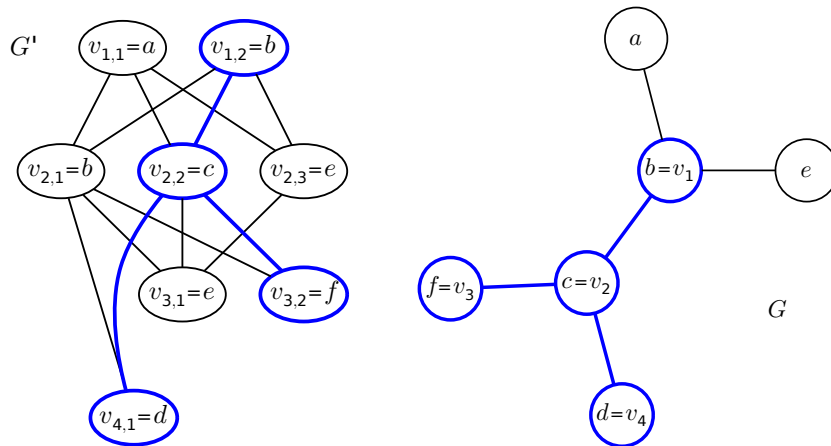 G'
v1,1=a
v1,2=b
v2,1=b
v2,2=c
v2,3=e
v3,1=e
v3,2=f
v4,1=d
a
b=v1
e
f=v3
c=v2
G
d=v4